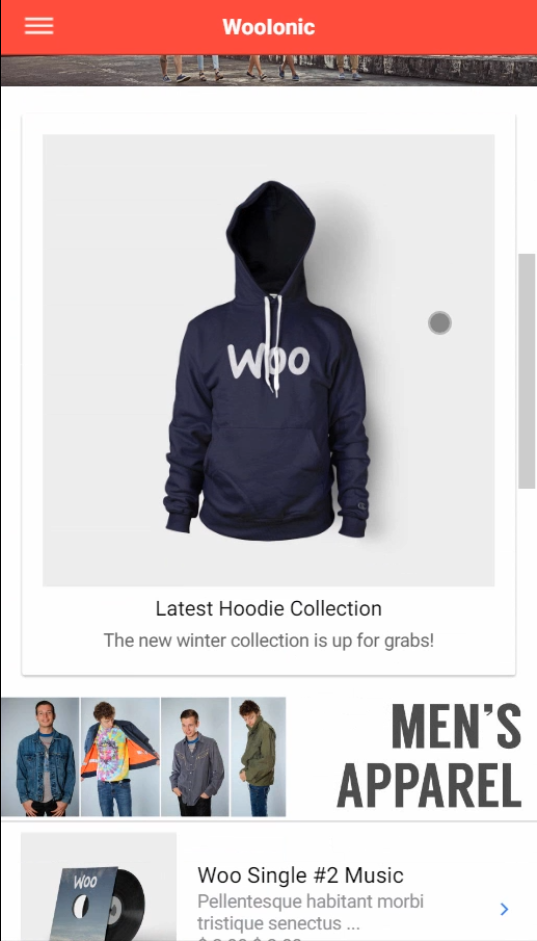 WooIonic
Woo
Latest Hoodie Collection
The new winter collection is up for grabs!
MEN'S
APPAREL
WOO
Woo Single #2 Music
Pellentesque habitant morbi
tristique senectus ...